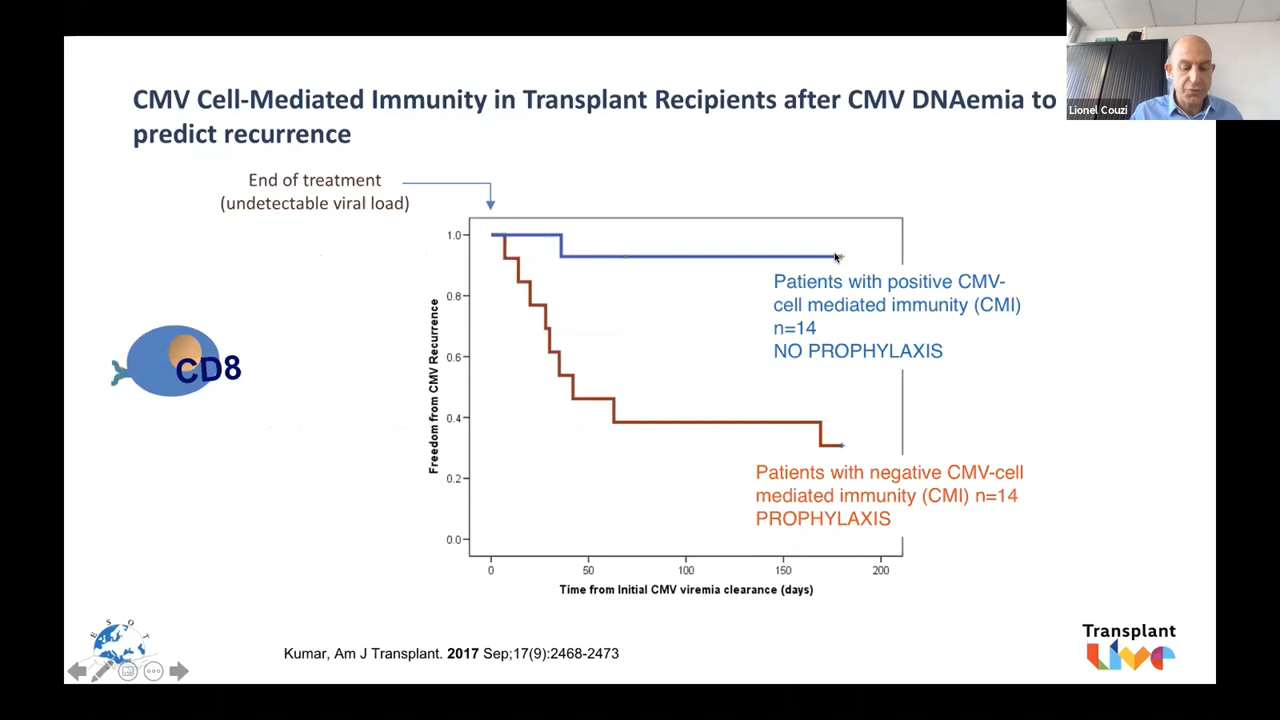 Lionel Couzi
CMV Cell-Mediated Immunity in Transplant Recipients after CMV DNAemia to
predict recurrence
End of treatment
(undetectable viral load)
1.0
0.8
0.6
0.4
0.2
0.0
Freedom from CMV Recurrence
0
50
100
150
200
Time from Initial CMV viremia clearance (days)
Patients with positive CMV-
cell mediated immunity (CMI)
n=14
NO PROPHYLAXIS
Patients with negative CMV-cell
mediated immunity (CMI) n=14
PROPHYLAXIS
CD8
E S O T
Kumar, Am J Transplant. 2017 Sep;17(9):2468-2473
Transplant
Live